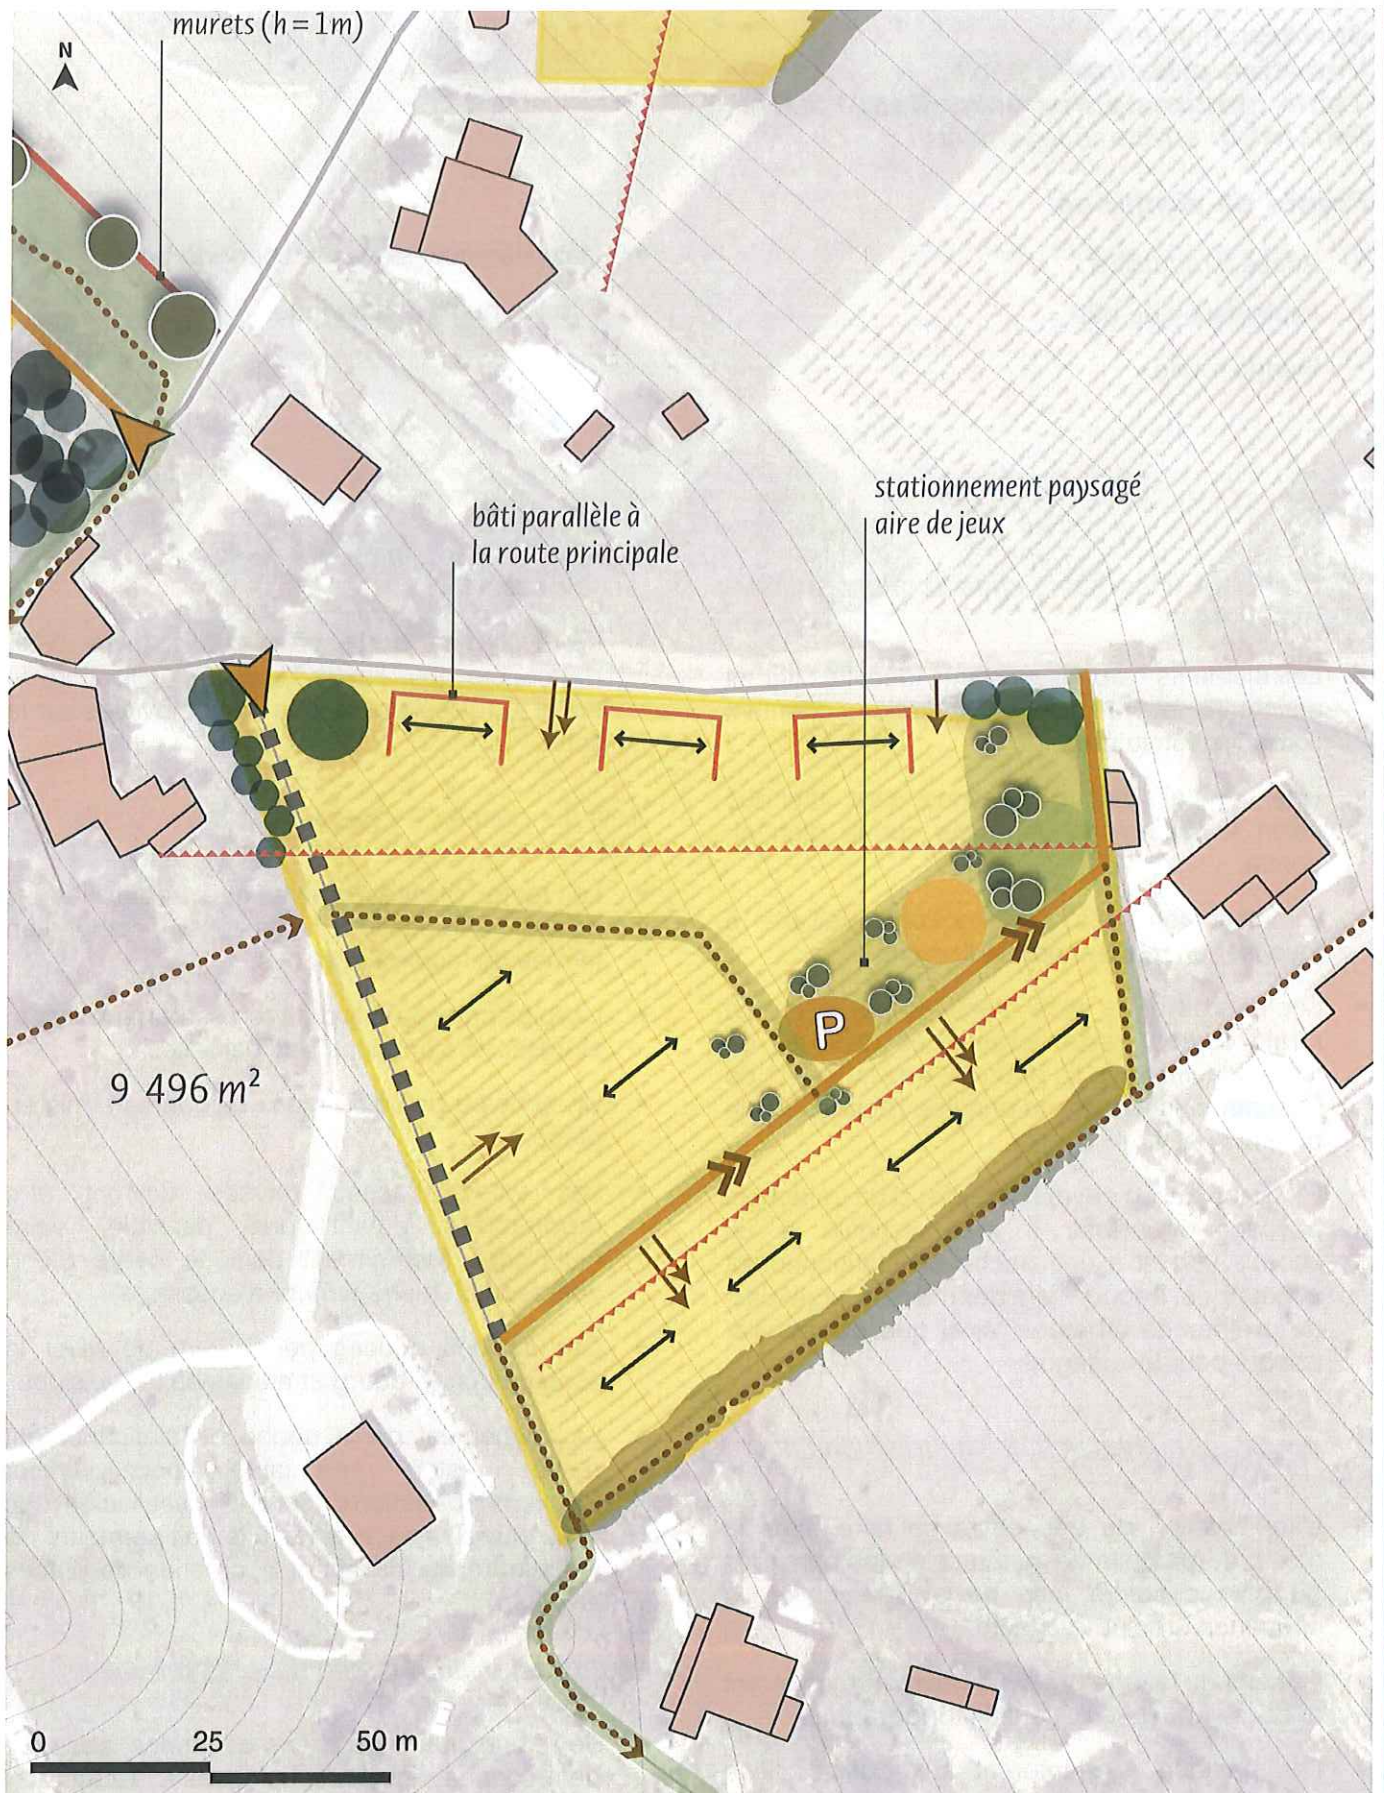 murets (h = 1m)
N
bâti parallèle à
la route principale
stationnement paysagé
aire de jeux
P
9 496 m²
0 25 50 m